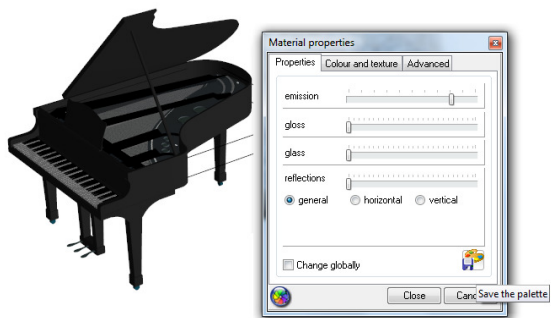 Material properties
Properties
Colour and texture
Advanced
emission
gloss
glass
reflections
general
horizontal
vertical
Change globally
Close
Canc
Save the palette